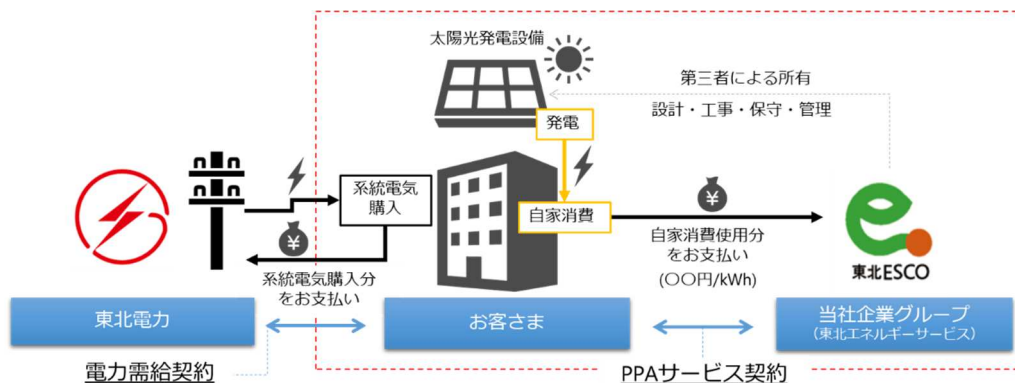 太陽光発電設備
第三者による所有
設計・工事・保守・管理
発電
系統電気
購入
自家消費
¥
¥
系統電気購入分
をお支払い
自家消費使用分
をお支払い
(〇〇円/kWh)
東北ESCO
東北電力
お客さま
当社企業グループ
（東北エネルギーサービス）
電力需給契約
PPAサービス契約